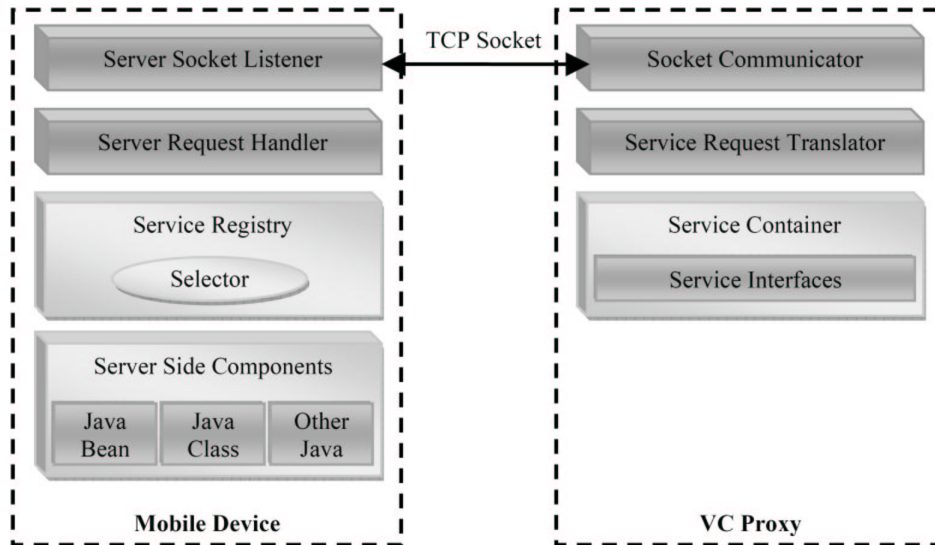 TCP Socket
Server Socket Listener
Server Request Handler
Service Registry
Selector
Server Side Components
Java
Bean
Java
Class
Other
Java
Mobile Device
Socket Communicator
Service Request Translator
Service Container
Service Interfaces
VC Proxy